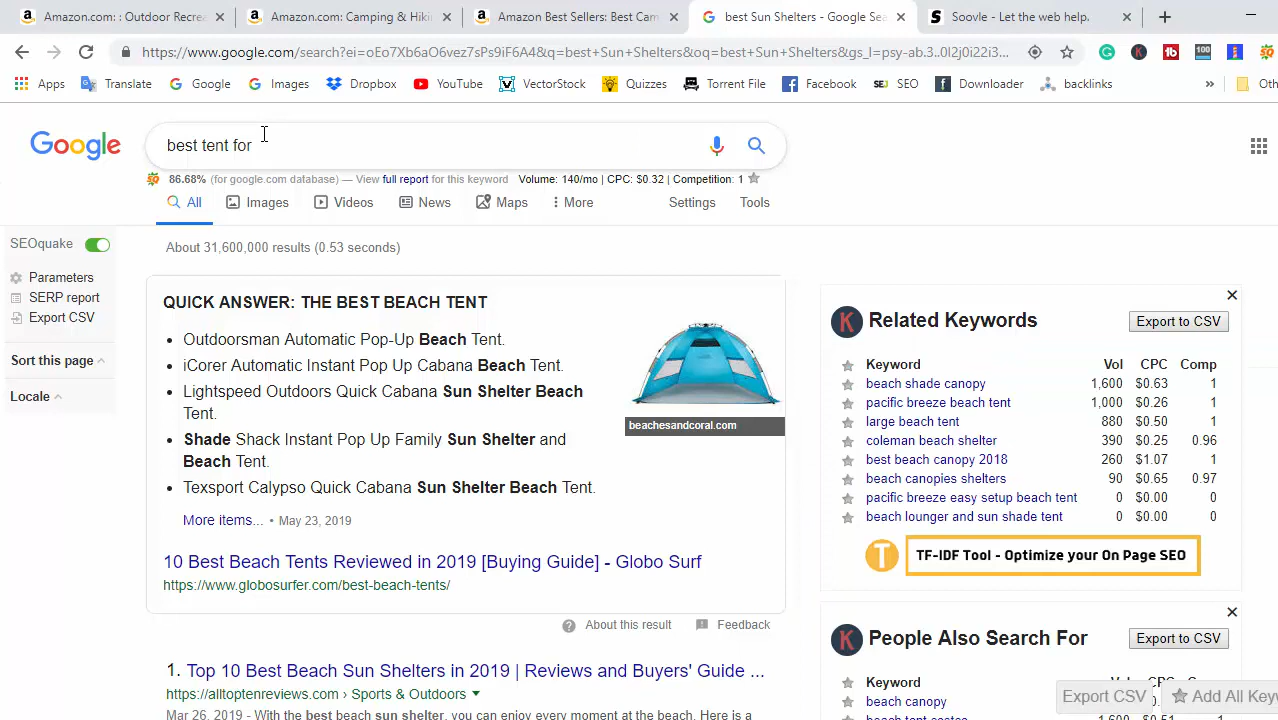 Amazon.com: : Outdoor Recrea
Amazon.com: Camping & Hikin
Amazon Best Sellers: Best Cam
best Sun Shelters - Google Sea
Soovle - Let the web help.
https://www.google.com/search?ei=oEo7Xb6aO6vez7sPs9iF6A4&q=best+Sun+Shelters&oq=best+Sun+Shelters&gs_l=psy-ab.3..0l2j0i22i3...
Apps Translate Google Images Dropbox YouTube VectorStock Quizzes Torrent File Facebook SEO Downloader backlinks » Oth
Google
best tent for
86.68% (for google.com database) — View full report for this keyword Volume: 140/mo | CPC: $0.32 | Competition: 1
All Images Videos News Maps More Settings Tools
SEOquake
Parameters
SERP report
Export CSV
Sort this page
Locale
About 31,600,000 results (0.53 seconds)
QUICK ANSWER: THE BEST BEACH TENT
Outdoorsman Automatic Pop-Up Beach Tent.
iCorer Automatic Instant Pop Up Cabana Beach Tent.
Lightspeed Outdoors Quick Cabana Sun Shelter Beach
Tent.
Shade Shack Instant Pop Up Family Sun Shelter and
Beach Tent.
Texsport Calypso Quick Cabana Sun Shelter Beach Tent.
More items... • May 23, 2019
beachesandcoral.com
10 Best Beach Tents Reviewed in 2019 [Buying Guide] - Globo Surf
https://www.globosurfer.com/best-beach-tents/
About this result Feedback
1. Top 10 Best Beach Sun Shelters in 2019 | Reviews and Buyers' Guide ...
https://alltoptenreviews.com › Sports & Outdoors
Mar 26, 2019 - With the best beach sun shelter, you can enjoy every moment at the beach. Here is a
K Related Keywords Export to CSV
Keyword Vol CPC Comp
beach shade canopy 1,600 $0.63 1
pacific breeze beach tent 1,000 $0.26 1
large beach tent 880 $0.50 1
coleman beach shelter 390 $0.25 0.96
best beach canopy 2018 260 $1.07 1
beach canopies shelters 90 $0.65 0.97
pacific breeze easy setup beach tent 0 $0.00 0
beach lounger and sun shade tent 0 $0.00 0
T TF-IDF Tool - Optimize your On Page SEO
K People Also Search For Export to CSV
Keyword
beach canopy
Export CSV Add All Keyw